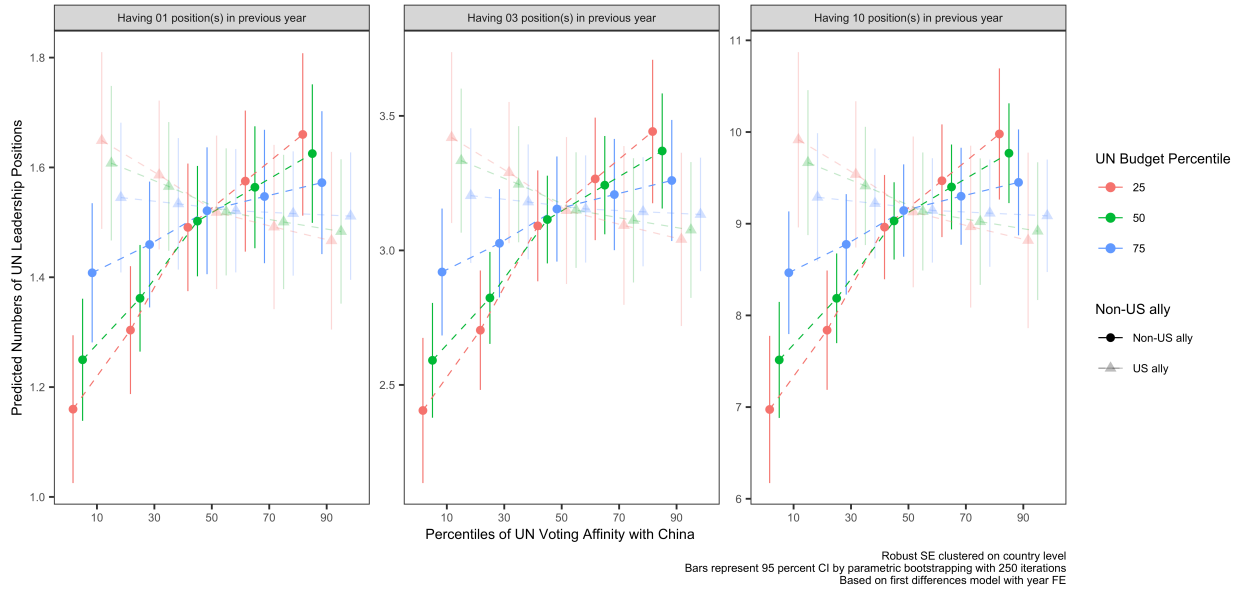 Having 01 position(s) in previous year
Having 03 position(s) in previous year
Having 10 position(s) in previous year
Predicted Numbers of UN Leadership Positions
1.8
1.6
1.4
1.2
1.0
3.5
3.0
2.5
11
10
9
8
7
6
10 30 50 70 90
10 30 50 70 90
10 30 50 70 90
Percentiles of UN Voting Affinity with China
UN Budget Percentile
25
50
75
Non-US ally
Non-US ally
US ally
Robust SE clustered on country level
Bars represent 95 percent CI by parametric bootstrapping with 250 iterations
Based on first differences model with year FE